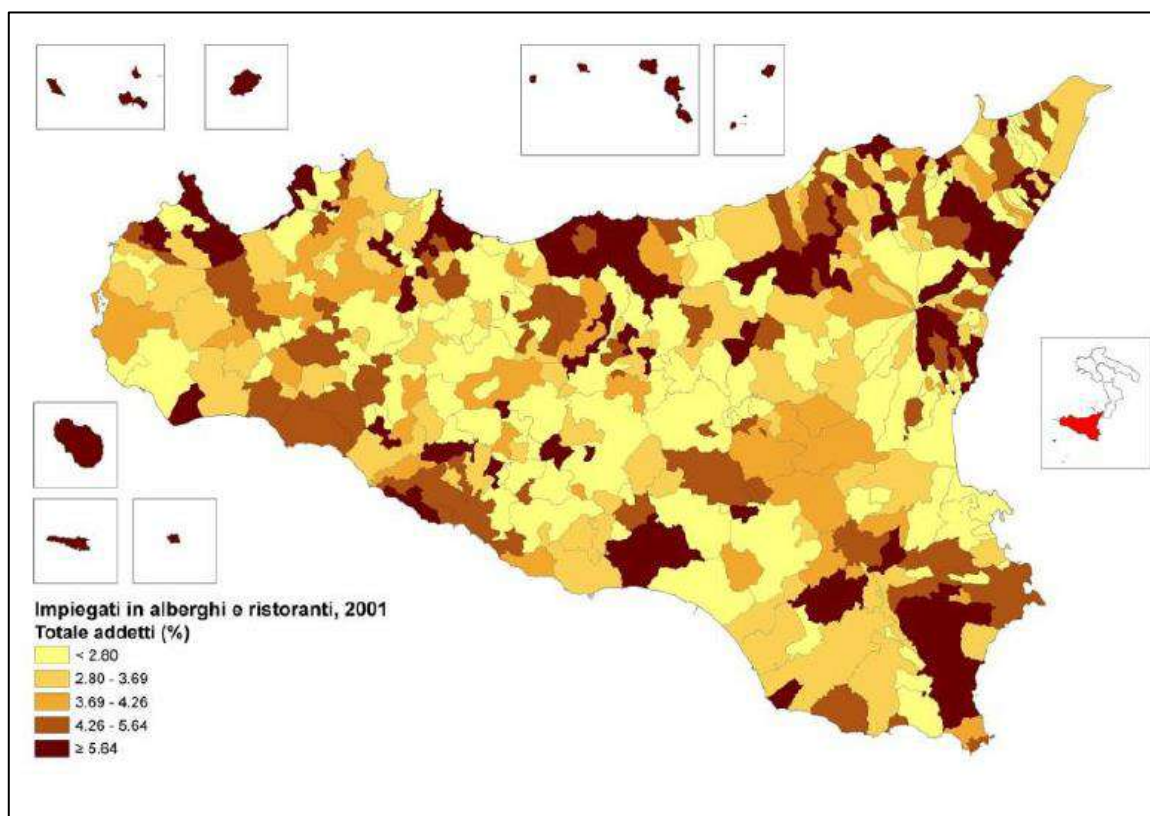 Impiegati in alberghi e ristoranti, 2001
Totale addetti (%)
< 2.80
2.80 - 3.69
3.69 - 4.26
4.26 - 5.64
≥ 5.64